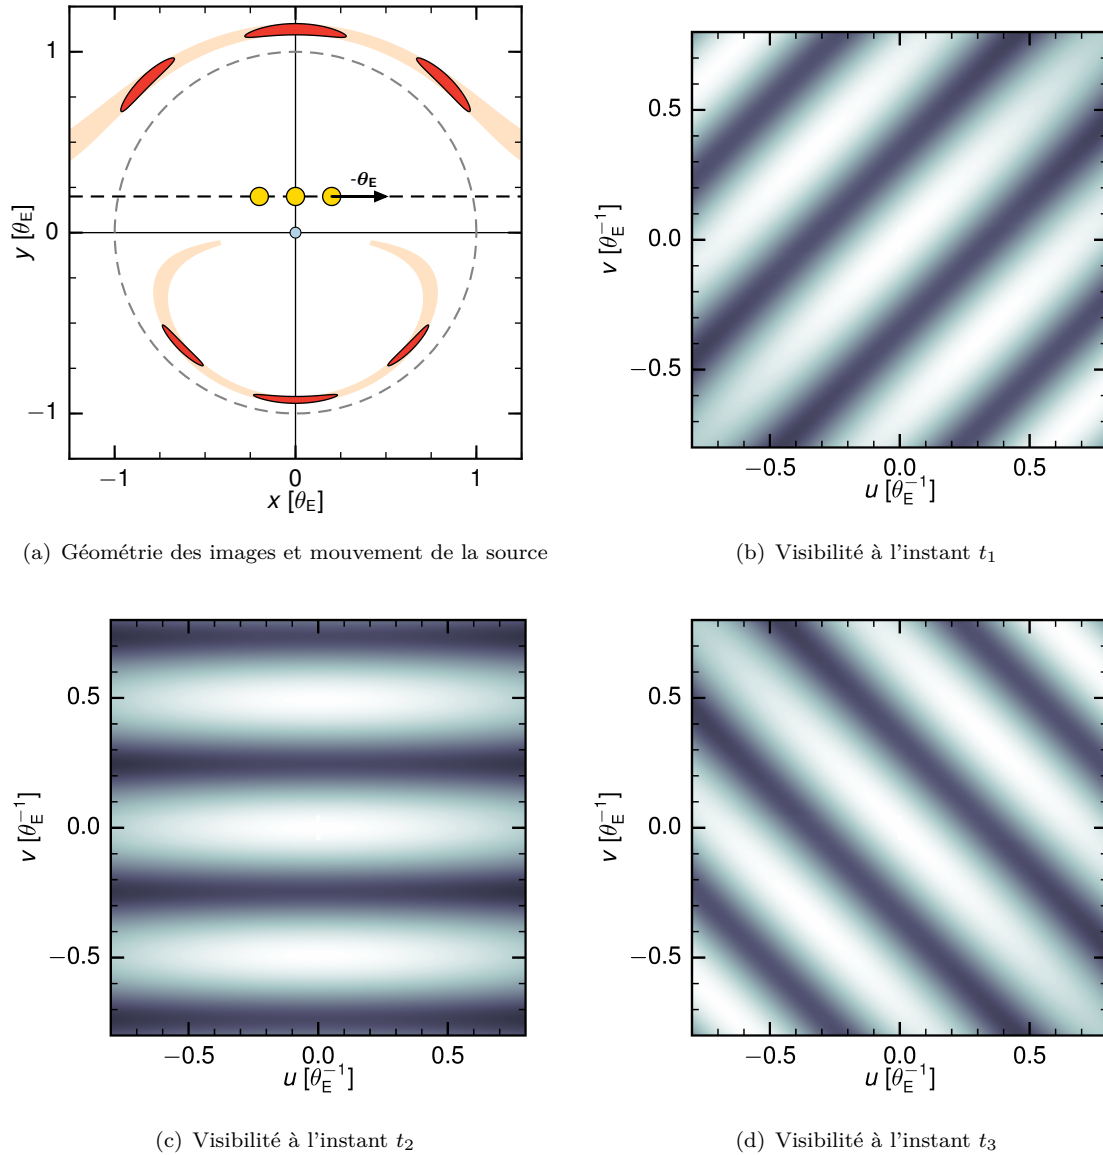 1
0
−1
y [θE]
-θE
−1
0
1
x [θE]
(a) Géométrie des images et mouvement de la source
0.5
0.0
−0.5
v [θE−1]
−0.5
0.0
0.5
u [θE−1]
(b) Visibilité à l'instant t1
0.5
0.0
−0.5
v [θE−1]
−0.5
0.0
0.5
u [θE−1]
(c) Visibilité à l'instant t2
0.5
0.0
−0.5
v [θE−1]
−0.5
0.0
0.5
u [θE−1]
(d) Visibilité à l'instant t3